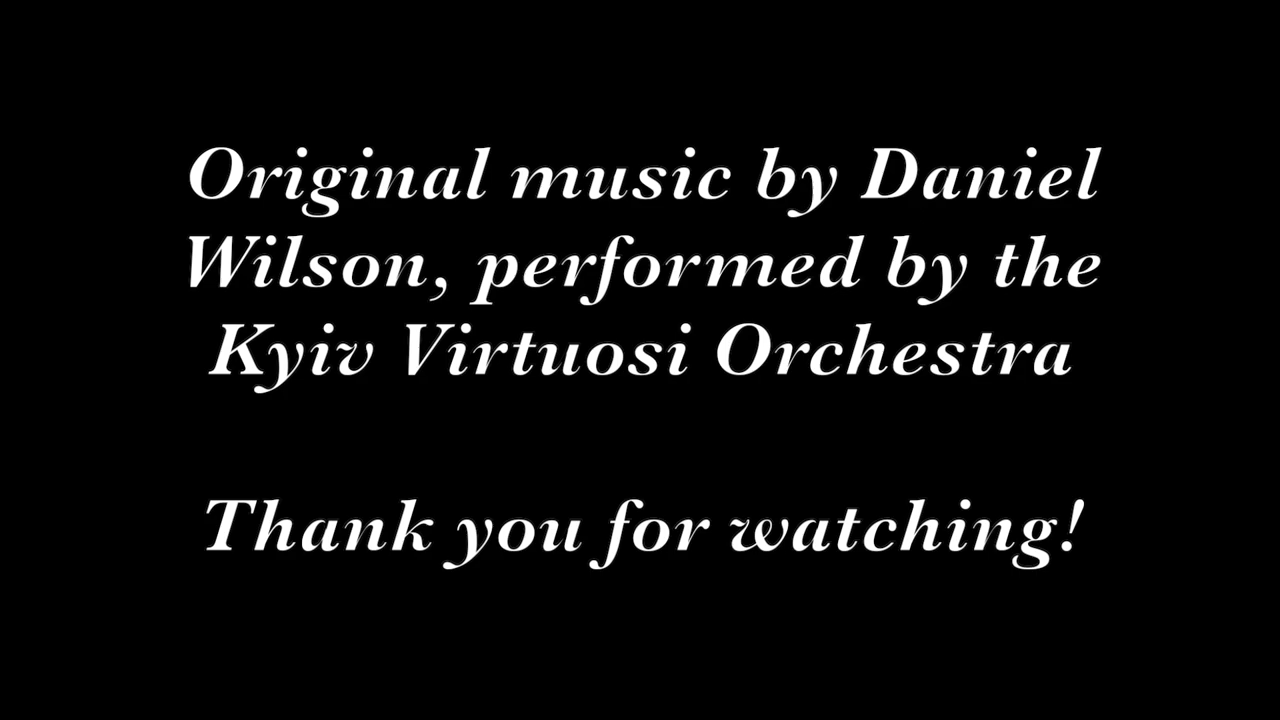 Original music by Daniel
Wilson, performed by the
Kyiv Virtuosi Orchestra
Thank you for watching!